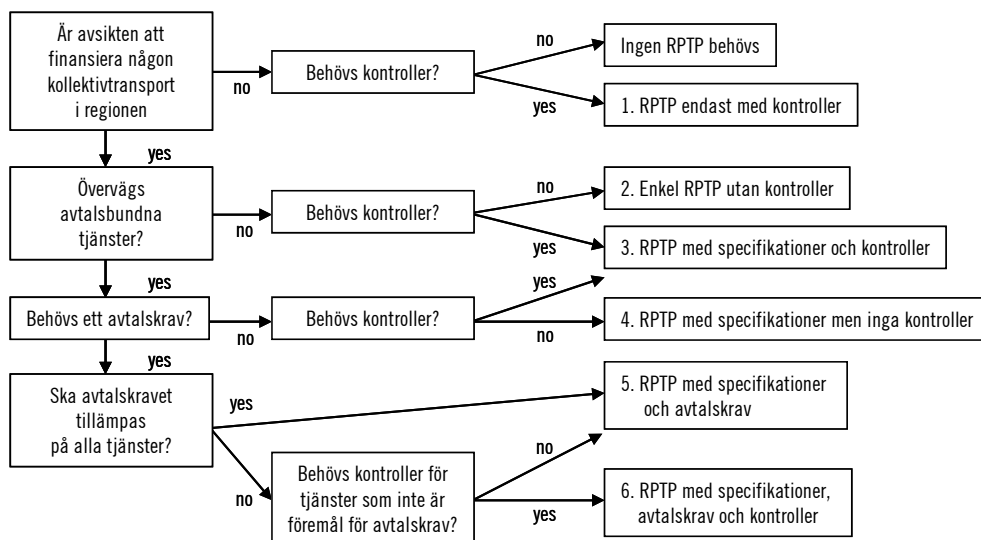 Är avsikten att
finansiera någon
kollektivtransport
i regionen
no
Behövs kontroller?
no
Ingen RPTP behövs
yes
1. RPTP endast med kontroller
yes
Övervägs
avtalsbundna
tjänster?
no
Behövs kontroller?
no
2. Enkel RPTP utan kontroller
yes
3. RPTP med specifikationer och kontroller
yes
Behövs ett avtalskrav?
no
Behövs kontroller?
yes
no
4. RPTP med specifikationer men inga kontroller
yes
Ska avtalskravet
tillämpas
på alla tjänster?
yes
5. RPTP med specifikationer
och avtalskrav
no
Behövs kontroller för
tjänster som inte är
föremål för avtalskrav?
no
yes
6. RPTP med specifikationer,
avtalskrav och kontroller